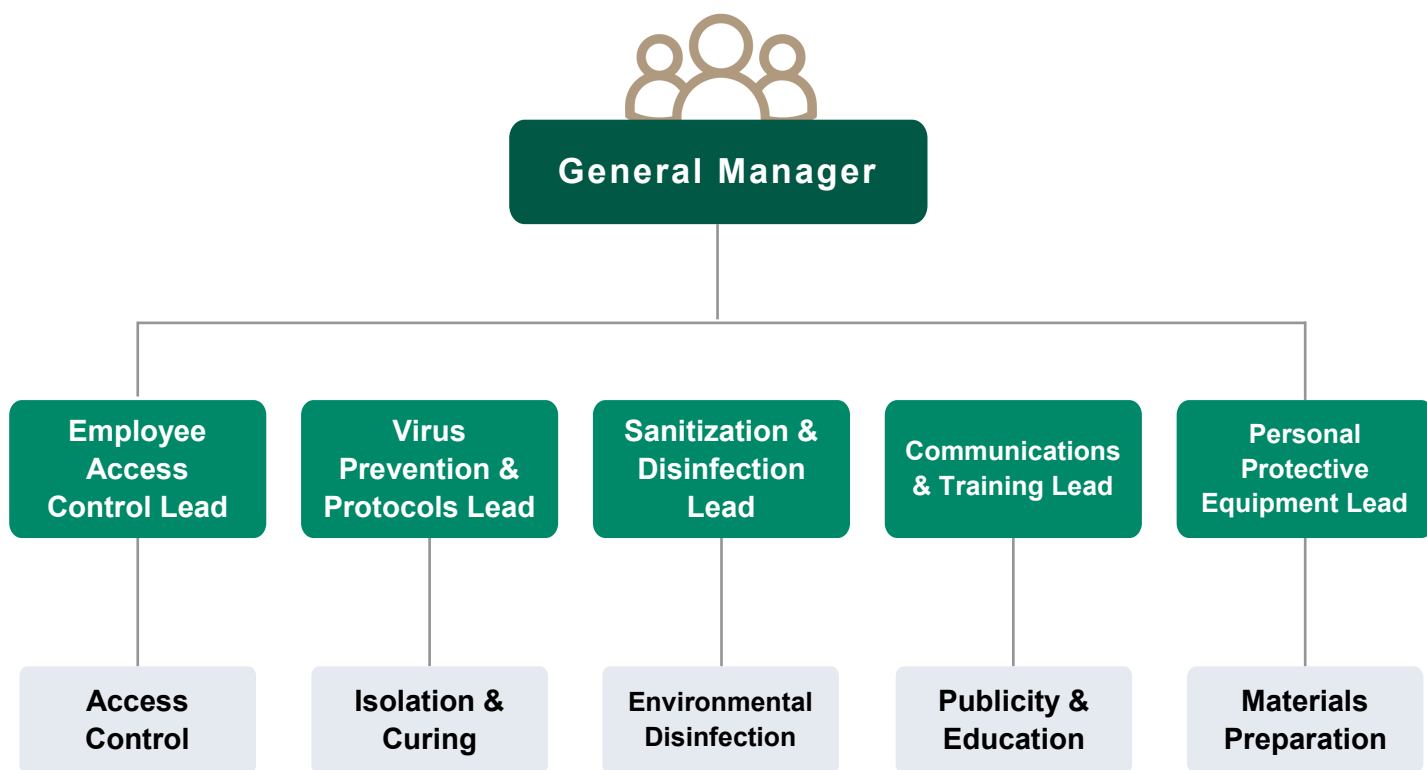 General Manager
Employee
Access
Control Lead
Virus
Prevention &
Protocols Lead
Sanitization &
Disinfection
Lead
Communications
& Training Lead
Personal
Protective
Equipment Lead
Access
Control
Isolation &
Curing
Environmental
Disinfection
Publicity &
Education
Materials
Preparation